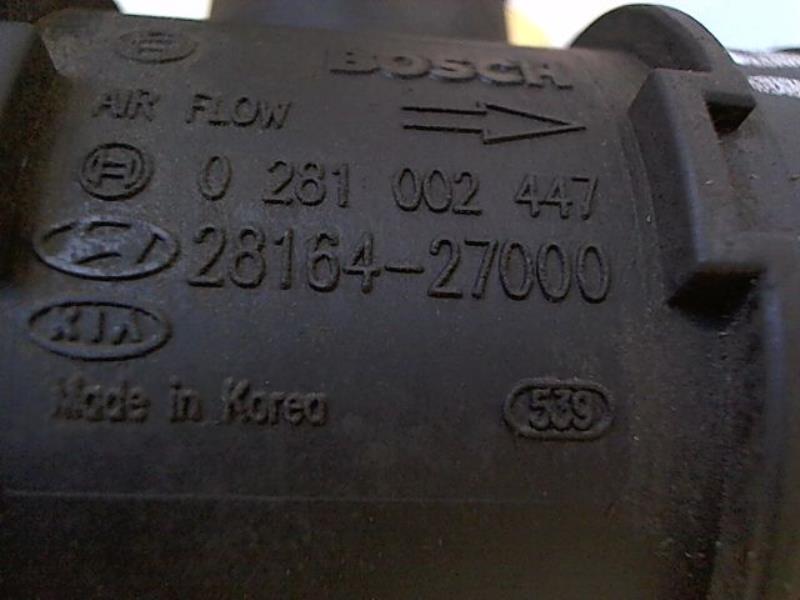 BOSCH
AIR FLOW
0 281 002 447
28164-27000
KIA
Made in Korea
539